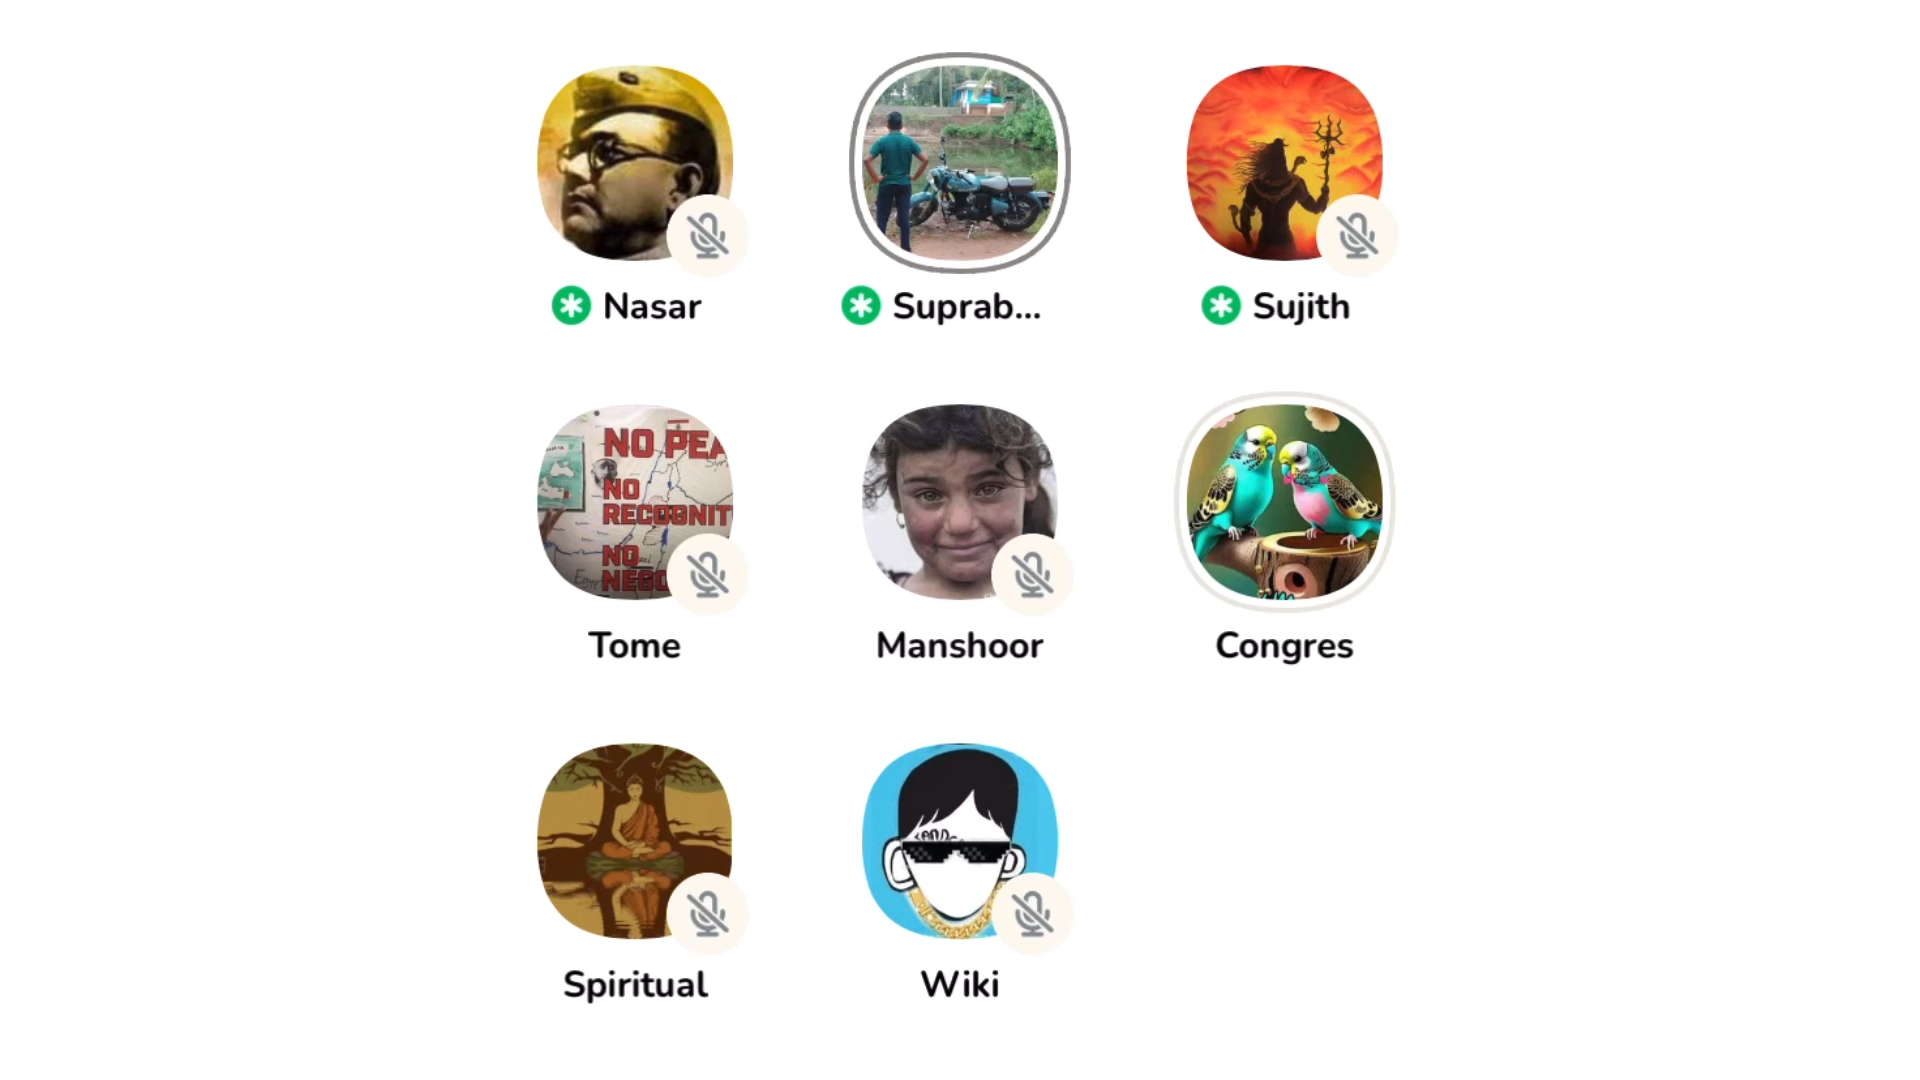 Nasar
Suprab...
Sujith
NO PEA
NO
RECOGNIT
NO
NEGO
Tome
Manshoor
Congres
Spiritual
Wiki